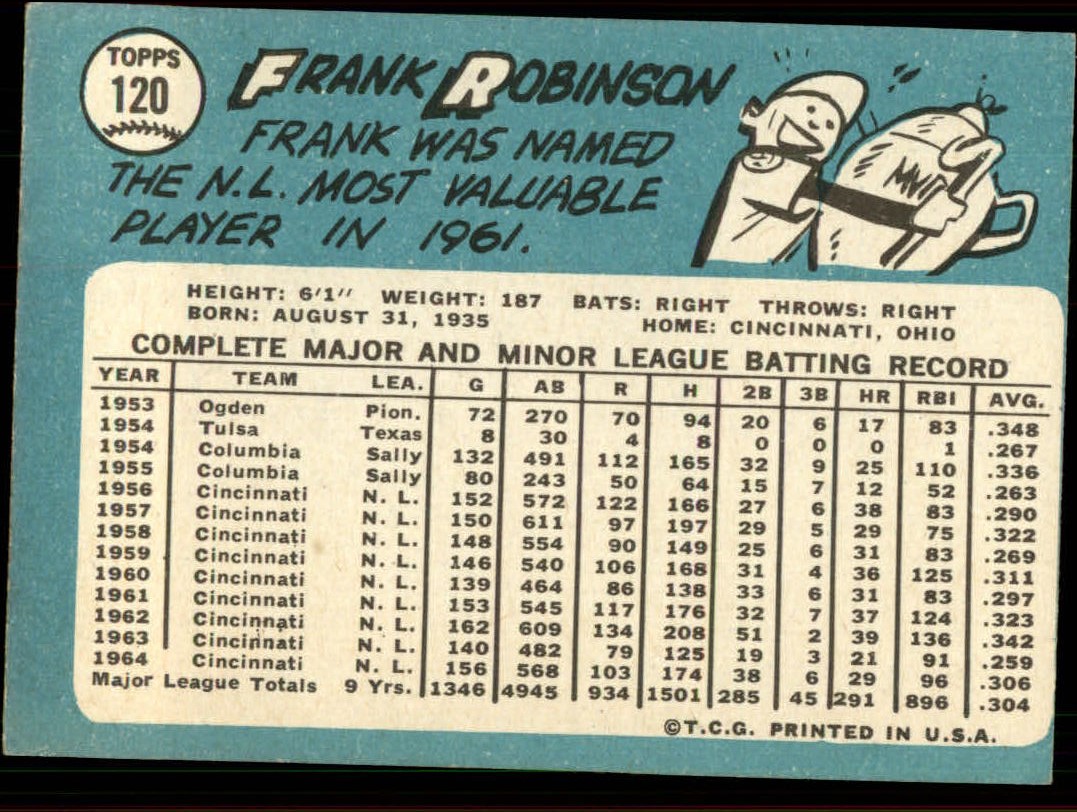 TOPPS
120
FRANK ROBINSON
FRANK WAS NAMED
THE N.L. MOST VALUABLE
PLAYER IN 1961.
MVP
HEIGHT: 6'1" WEIGHT: 187 BATS: RIGHT THROWS: RIGHT
BORN: AUGUST 31, 1935 HOME: CINCINNATI, OHIO
COMPLETE MAJOR AND MINOR LEAGUE BATTING RECORD
YEAR TEAM LEA. G AB R H 2B 3B HR RBI AVG.
1953 Ogden Pion. 72 270 70 94 20 6 17 83 .348
1954 Tulsa Texas 8 30 4 8 0 0 0 1 .267
1954 Columbia Sally 132 491 112 165 32 9 25 110 .336
1955 Columbia Sally 80 243 50 64 15 7 12 52 .263
1956 Cincinnati N. L. 152 572 122 166 27 6 38 83 .290
1957 Cincinnati N. L. 150 611 97 197 29 5 29 75 .322
1958 Cincinnati N. L. 148 554 90 149 25 6 31 83 .269
1959 Cincinnati N. L. 146 540 106 168 31 4 36 125 .311
1960 Cincinnati N. L. 139 464 86 138 33 6 31 83 .297
1961 Cincinnati N. L. 153 545 117 176 32 7 37 124 .323
1962 Cincinnati N. L. 162 609 134 208 51 2 39 136 .342
1963 Cincinnati N. L. 140 482 79 125 19 3 21 91 .259
1964 Cincinnati N. L. 156 568 103 174 38 6 29 96 .306
Major League Totals 9 Yrs. 1346 4945 934 1501 285 45 291 896 .304
©T.C.G. PRINTED IN U.S.A.